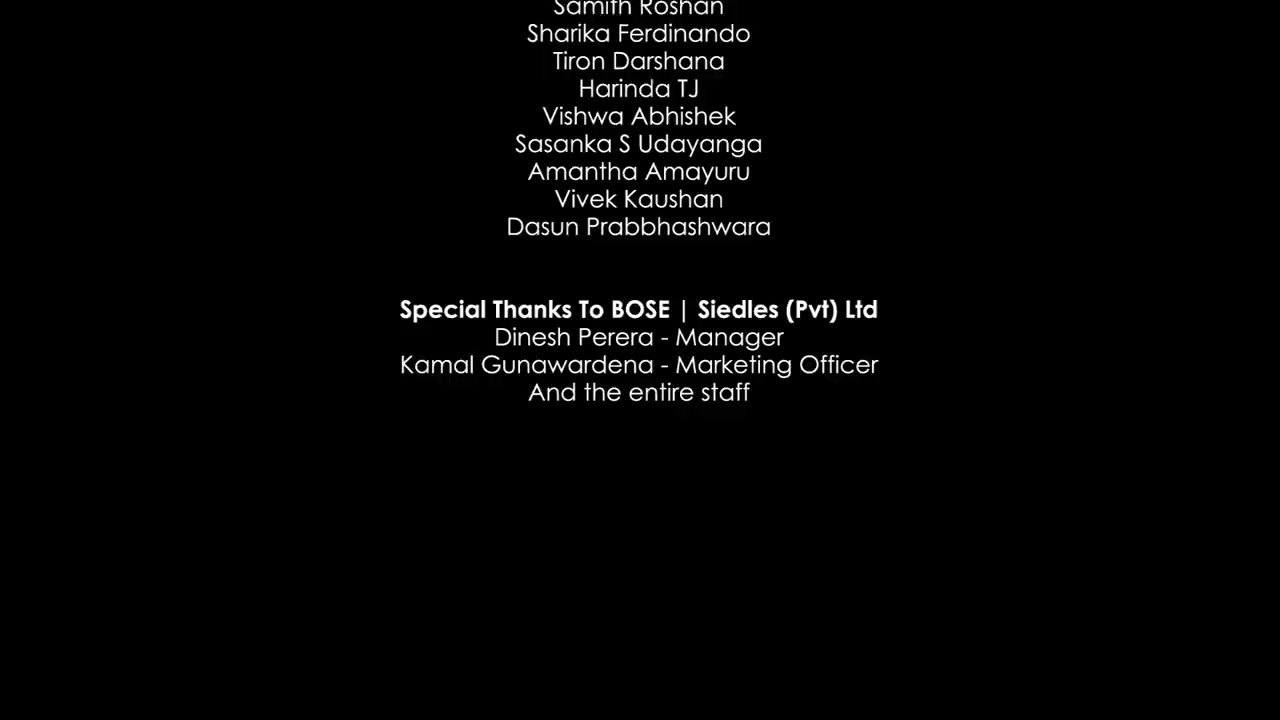 Samith Roshan
Sharika Ferdinando
Tiron Darshana
Harinda TJ
Vishwa Abhishek
Sasanka S Udayanga
Amantha Amayuru
Vivek Kaushan
Dasun Prabbhashwara
Special Thanks To BOSE | Siedles (Pvt) Ltd
Dinesh Perera - Manager
Kamal Gunawardena - Marketing Officer
And the entire staff